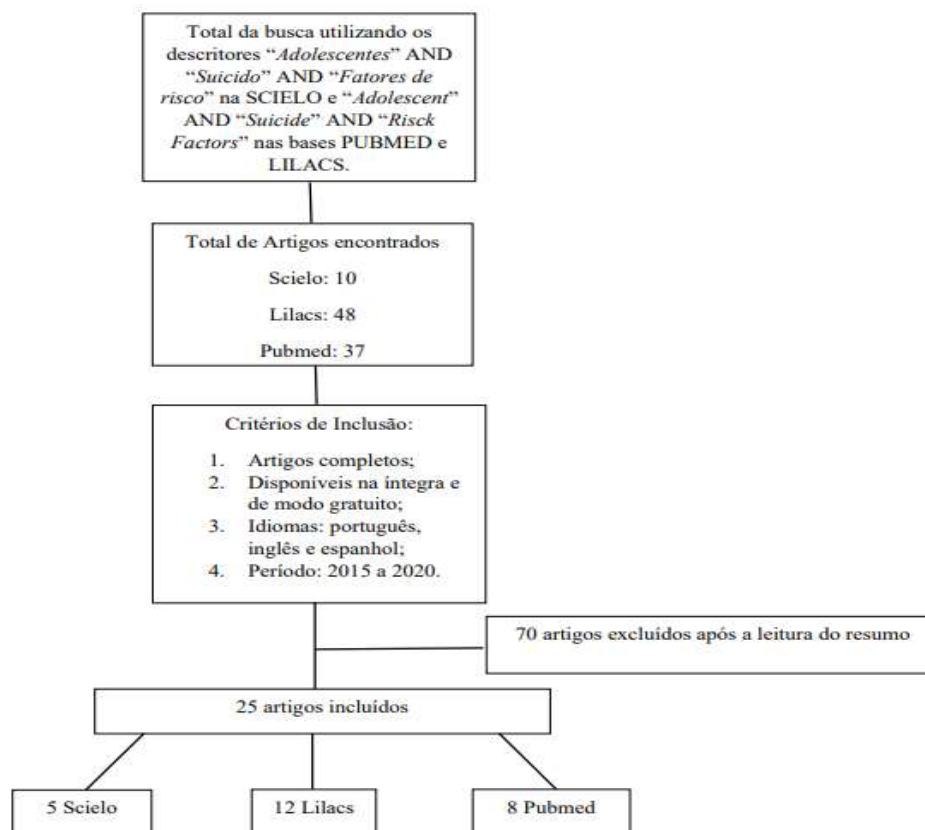 Total da busca utilizando os
descritores “Adolescentes” AND
“Suicido” AND “Fatores de
risco” na SCIELO e “Adolescent”
AND “Suicide” AND “Risck
Factors” nas bases PUBMED e
LILACS.
Total de Artigos encontrados
Scielo: 10
Lilacs: 48
Pubmed: 37
Critérios de Inclusão:
1. Artigos completos;
2. Disponíveis na íntegra e
de modo gratuito;
3. Idiomas: português,
inglês e espanhol;
4. Período: 2015 a 2020.
70 artigos excluídos após a leitura do resumo
25 artigos incluídos
5 Scielo
12 Lilacs
8 Pubmed